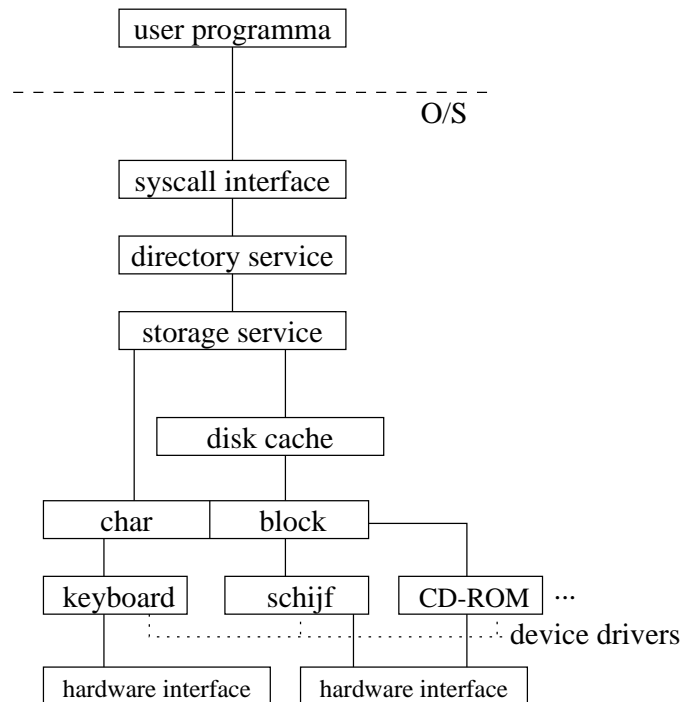 user programma
O/S
syscall interface
directory service
storage service
disk cache
char block
keyboard schijf CD-ROM ...
device drivers
hardware interface hardware interface